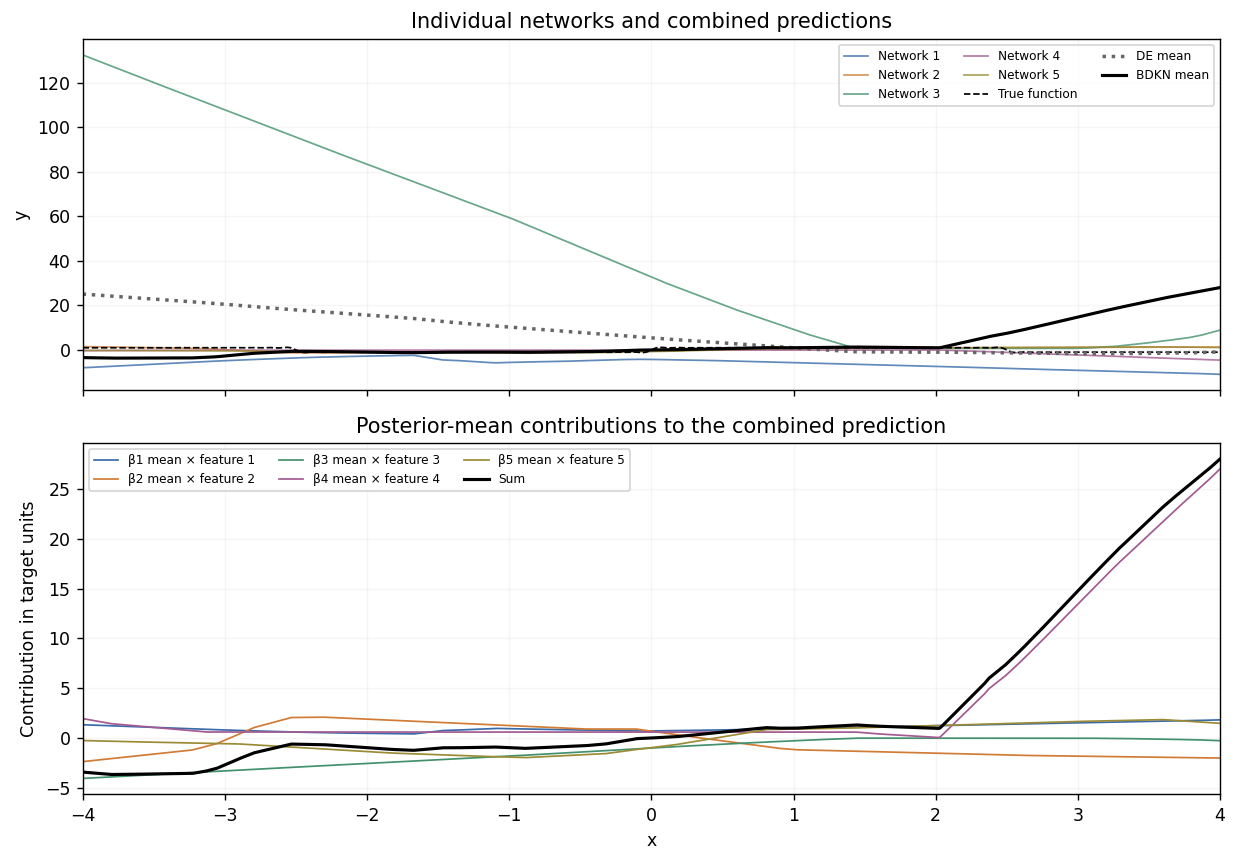 Individual networks and combined predictions
Network 1
Network 2
Network 3
Network 4
Network 5
True function
DE mean
BDKN mean
120
100
80
60
40
20
0
y
Posterior-mean contributions to the combined prediction
β1 mean × feature 1
β2 mean × feature 2
β3 mean × feature 3
β4 mean × feature 4
β5 mean × feature 5
Sum
25
20
15
10
5
0
−5
Contribution in target units
−4
−3
−2
−1
0
1
2
3
4
x